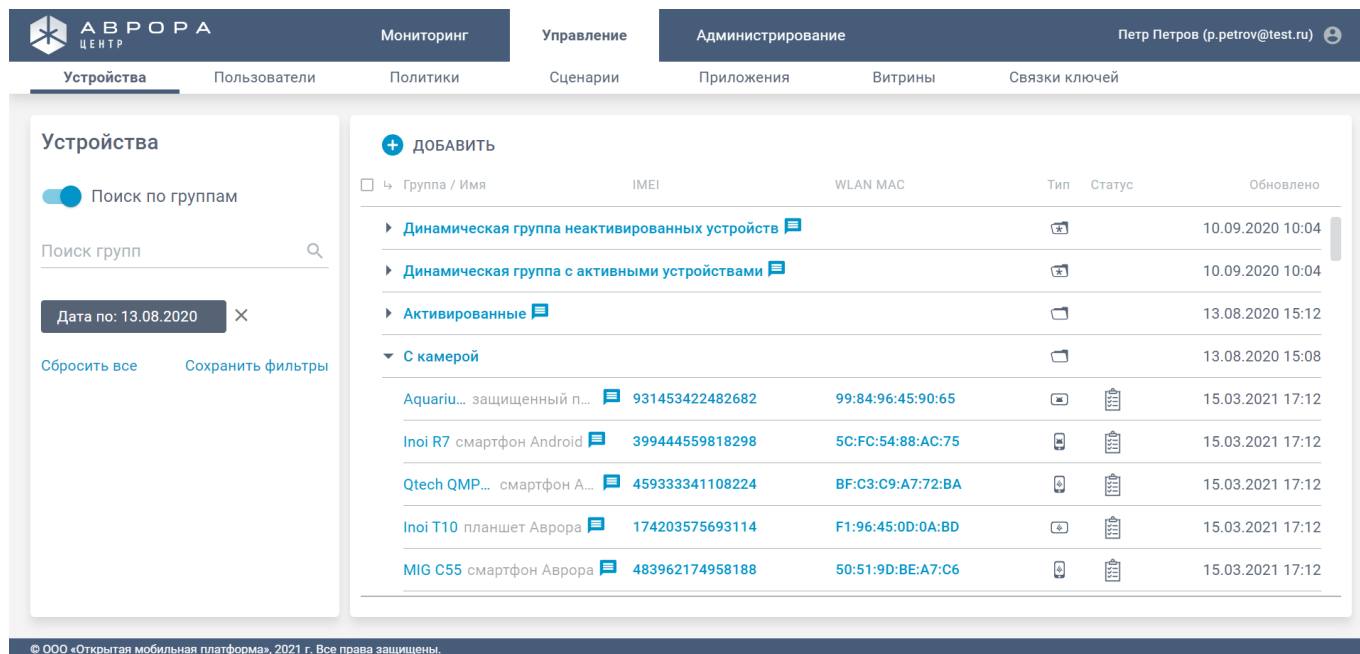 АВРОРА
ЦЕНТР
Мониторинг Управление Администрирование Петр Петров (p.petrov@test.ru)
Устройства Пользователи Политики Сценарии Приложения Витрины Связки ключей
Устройства
Поиск по группам
Поиск групп
Дата по: 13.08.2020
Сбросить все Сохранить фильтры
ДОБАВИТЬ
Группа / Имя IMEI WLAN MAC Тип Статус Обновлено
Динамическая группа неактивированных устройств 10.09.2020 10:04
Динамическая группа с активными устройствами 10.09.2020 10:04
Активированные 13.08.2020 15:12
С камерой 13.08.2020 15:08
Aquariu... защищенный п... 931453422482682 99:84:96:45:90:65 15.03.2021 17:12
Inoi R7 смартфон Android 399444559818298 5C:FC:54:88:AC:75 15.03.2021 17:12
Qtech QMP... смартфон А... 459333341108224 BF:C3:C9:A7:72:BA 15.03.2021 17:12
Inoi T10 планшет Аврора 174203575693114 F1:96:45:0D:0A:BD 15.03.2021 17:12
MIG C55 смартфон Аврора 483962174958188 50:51:9D:BE:A7:C6 15.03.2021 17:12
© ООО «Открытая мобильная платформа», 2021 г. Все права защищены.